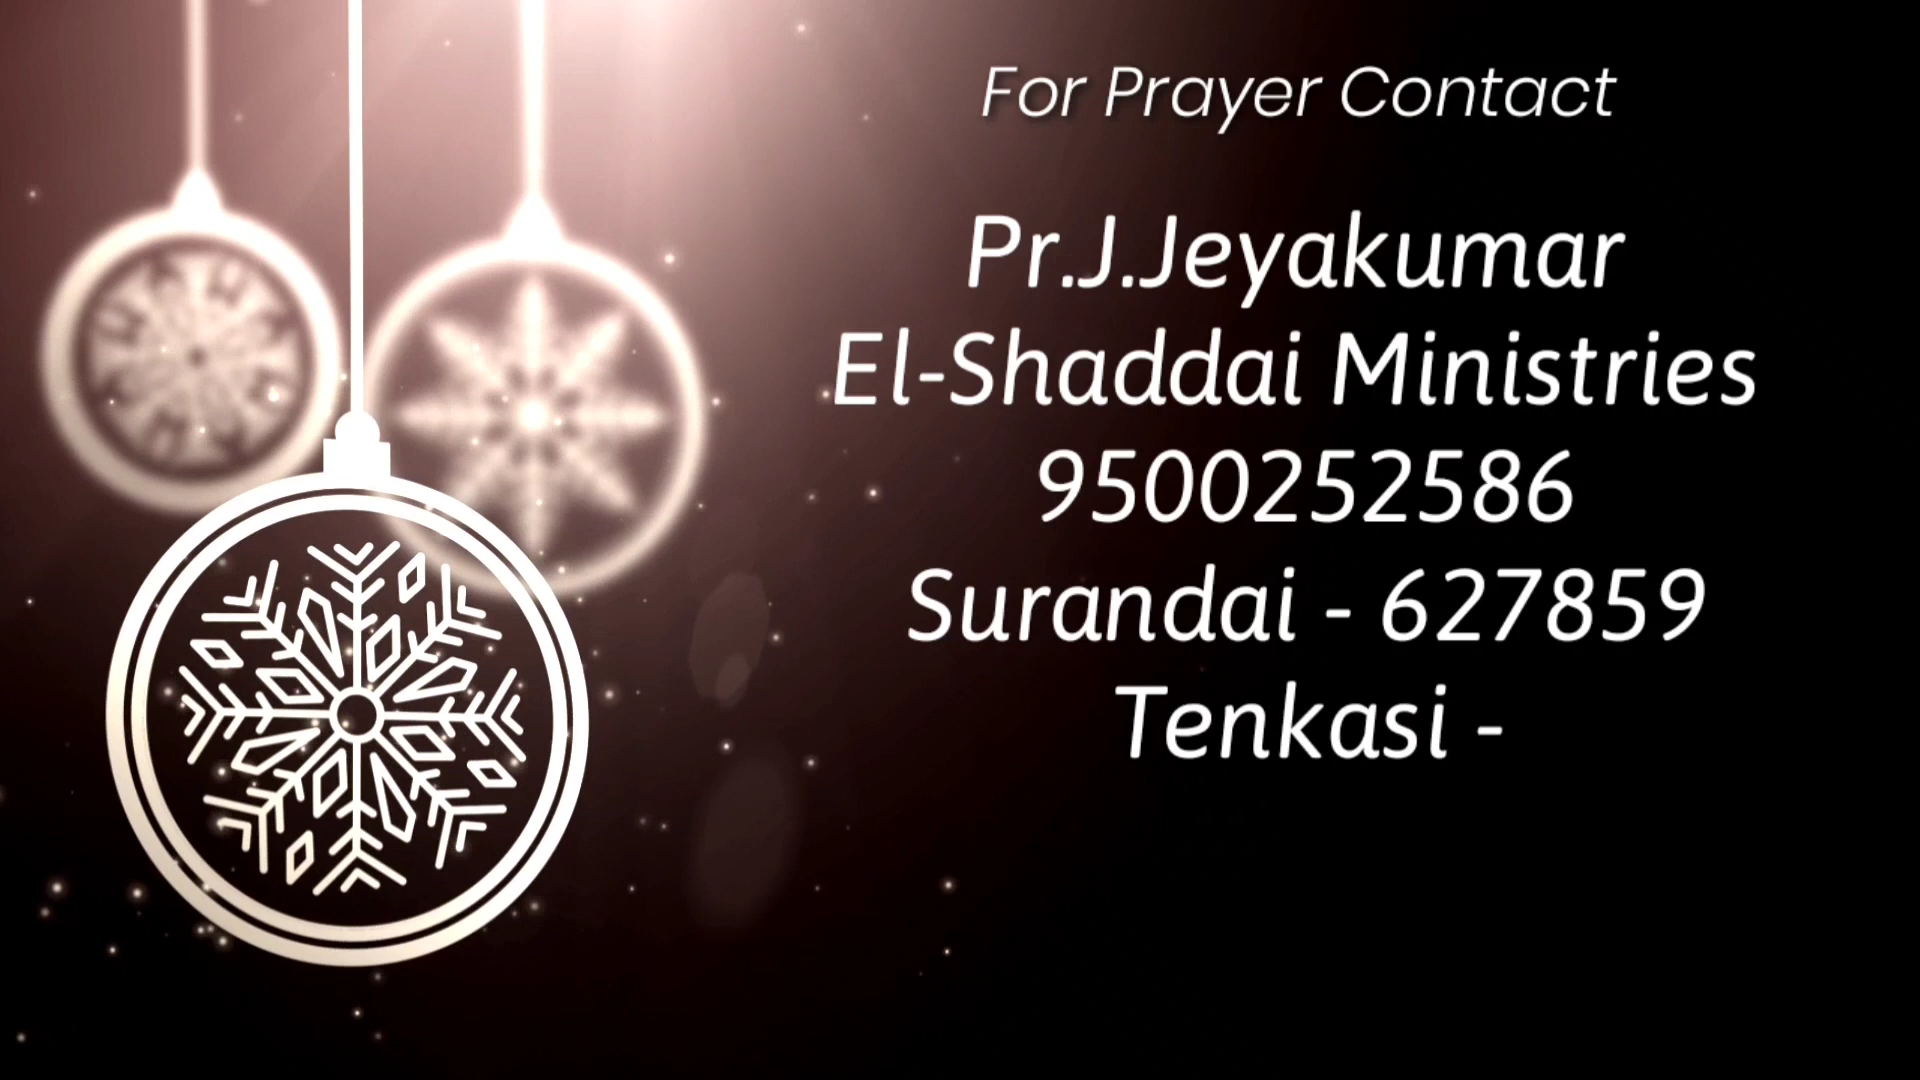 For Prayer Contact
Pr.J.Jeyakumar
El-Shaddai Ministries
9500252586
Surandai - 627859
Tenkasi -